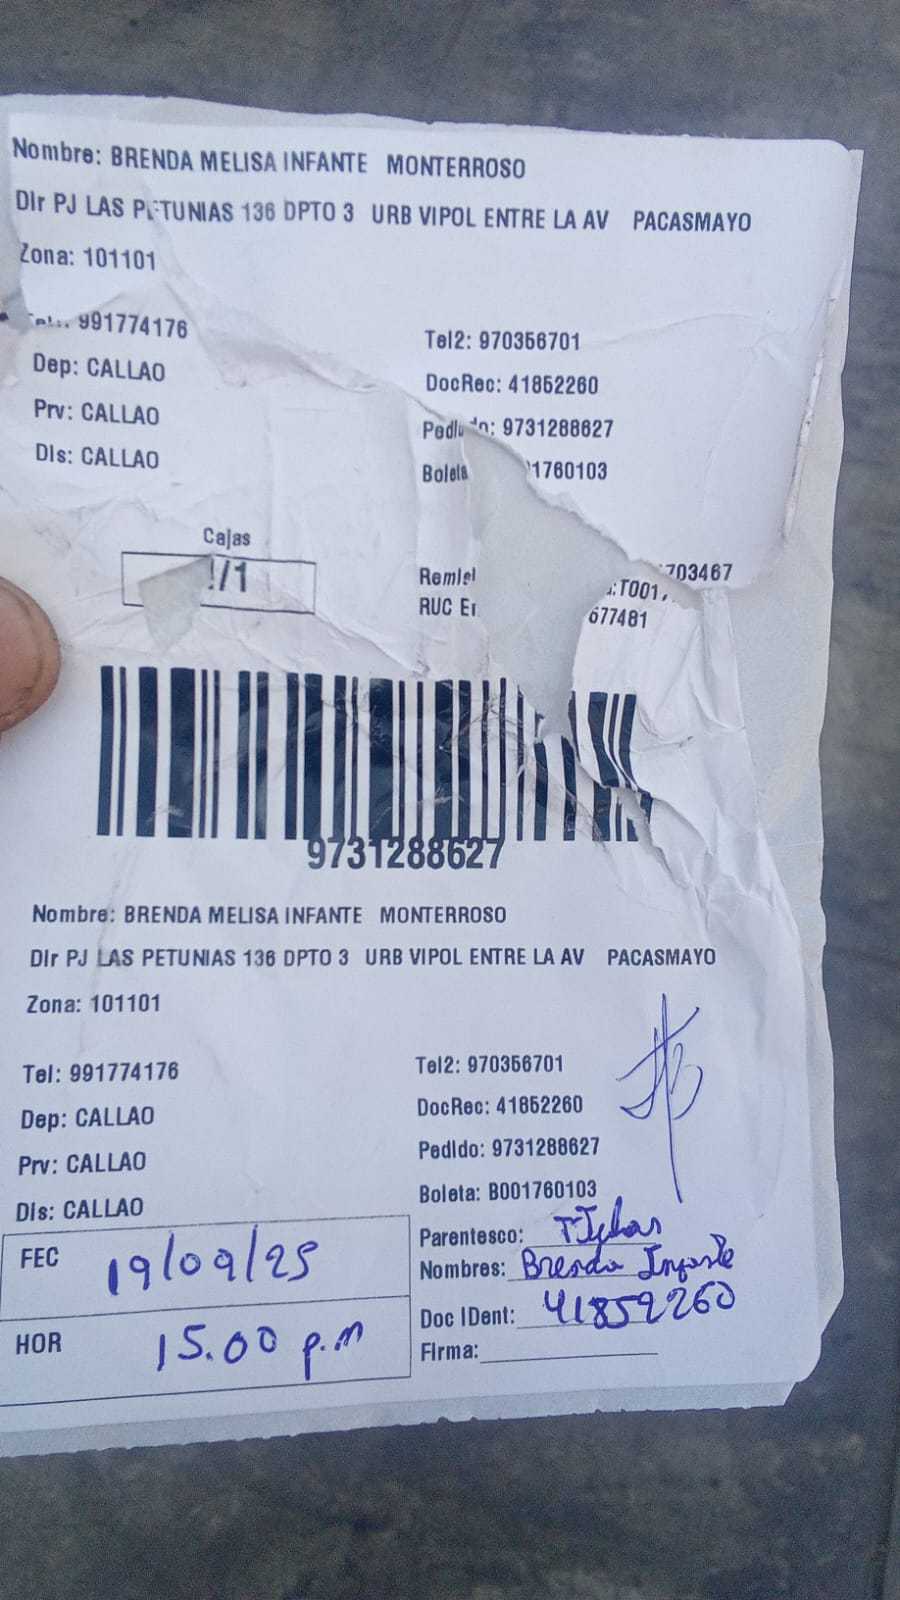 Nombre: BRENDA MELISA INFANTE MONTERROSO
Dir PJ LAS PETUNIAS 136 DPTO 3 URB VIPOL ENTRE LA AV PACASMAYO
Zona: 101101
991774176 Tel2: 970356701
Dep: CALLAO DocRec: 41852260
Prv: CALLAO Pedido: 9731288627
Dis: CALLAO Boleta 1760103
Cajas
/1
703467
T001
RUC
677481
9731288627
Nombre: BRENDA MELISA INFANTE MONTERROSO
Dir PJ LAS PETUNIAS 136 DPTO 3 URB VIPOL ENTRE LA AV PACASMAYO
Zona: 101101
Tel: 991774176 Tel2: 970356701
Dep: CALLAO DocRec: 41852260
Prv: CALLAO Pedido: 9731288627
Dis: CALLAO Boleta: B001760103
FEC 19/09/25
HOR 15.00 p.m
Parentesco:
Nombres: Brenda Infante
Doc IDent: 41852260
Firma: